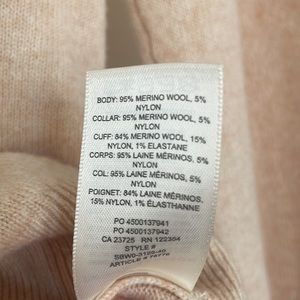 BODY: 95% MERINO WOOL, 5%
NYLON
COLLAR: 95% MERINO WOOL, 5%
NYLON
CUFF: 84% MERINO WOOL, 15%
NYLON, 1% ELASTANE
CORPS: 95% LAINE MÉRINOS, 5%
NYLON
COL: 95% LAINE MÉRINOS, 5%
NYLON
POIGNET: 84% LAINE MÉRINOS,
15% NYLON, 1% ÉLASTHANNE
PO 4500137941
PO 4500137942
CA 23725 RN 122364
STYLE #
ARTICLE #